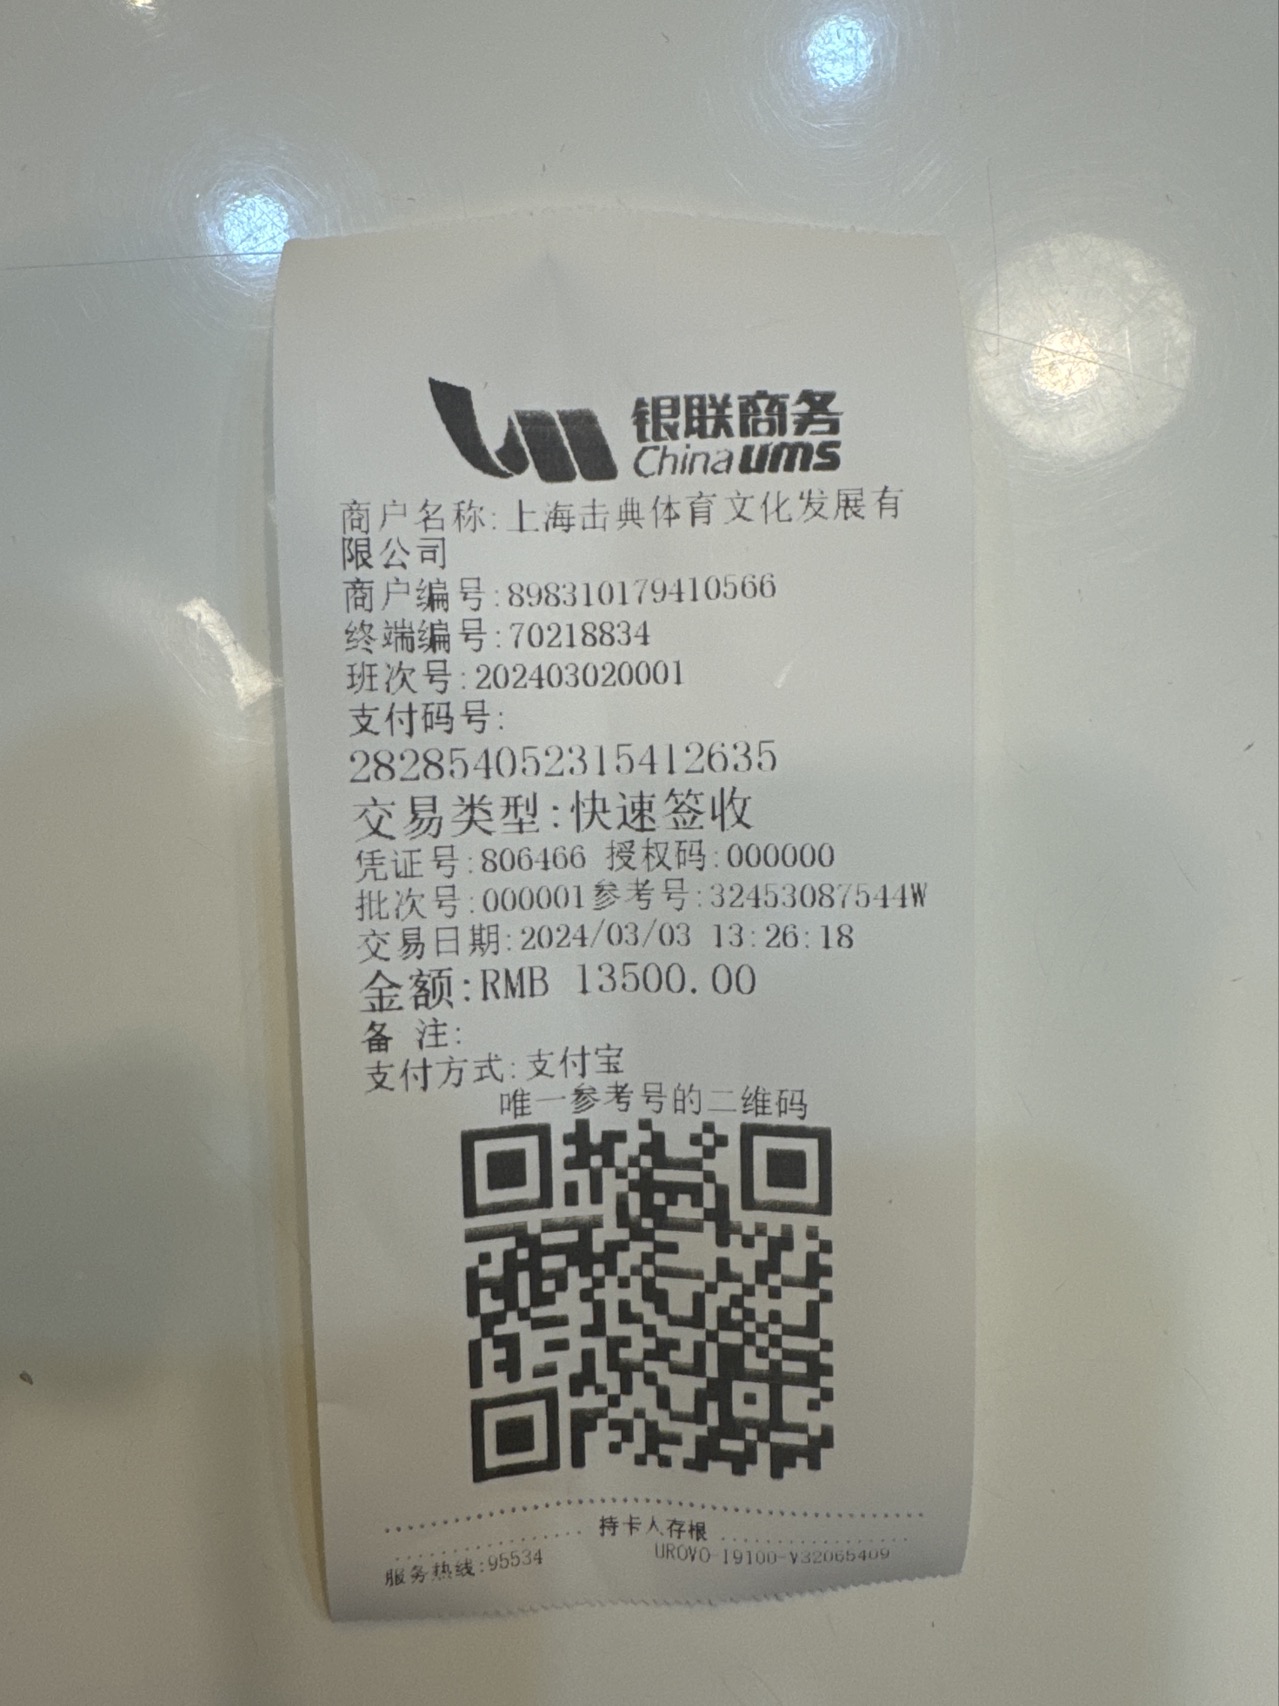 银联商务
Chinaums
商户名称:上海击典体育文化发展有
限公司
商户编号:898310179410566
终端编号:70218834
班次号:202403020001
支付码号:
282854052315412635
交易类型:快速签收
凭证号:806466 授权码:000000
批次号:000001参考号:32453087544W
交易日期:2024/03/03 13:26:18
金额:RMB 13500.00
备 注:
支付方式:支付宝
唯一参考号的二维码
持卡人存根
服务热线:95534 UROVO-I9100-V32065409